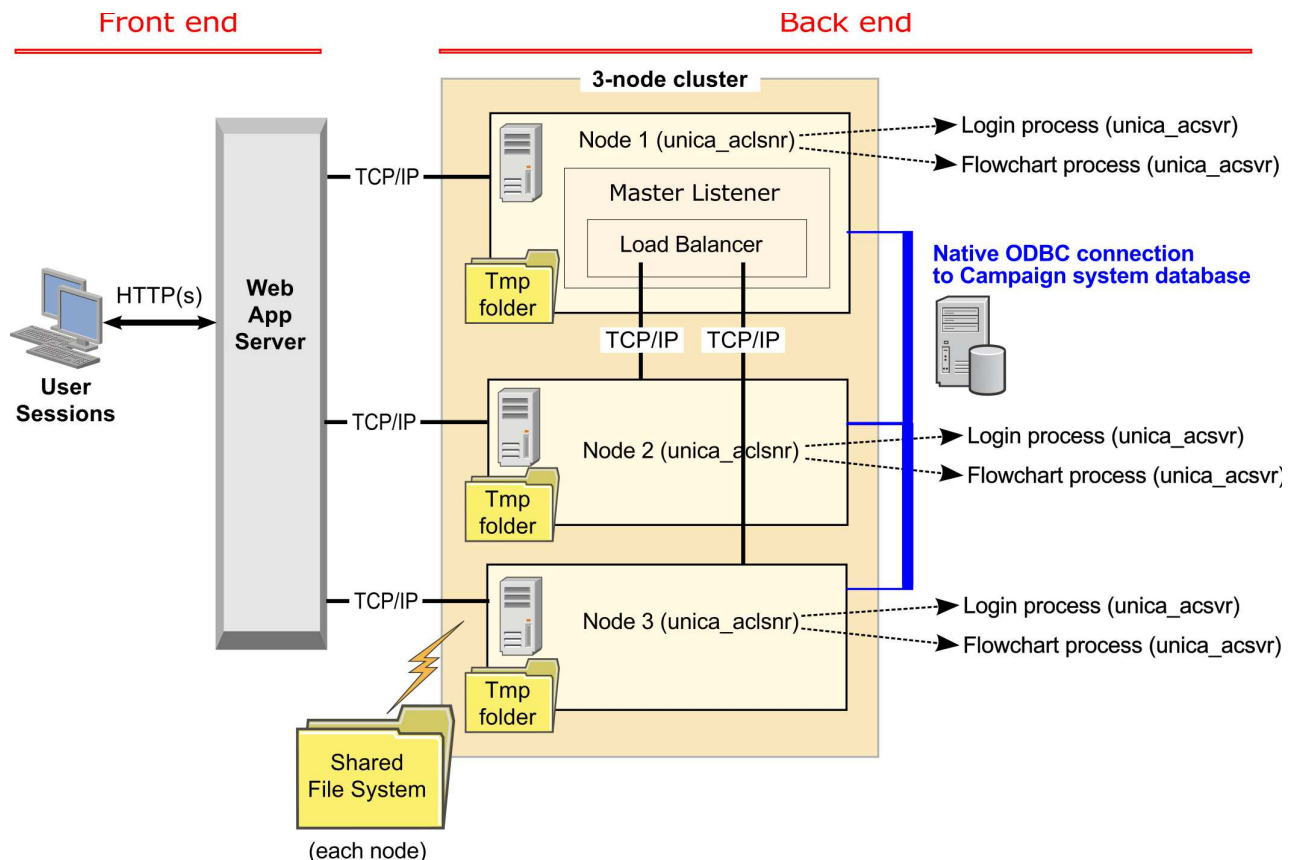 Front end
Back end
3-node cluster
Node 1 (unica_aclsnr)
Login process (unica_acsvr)
Flowchart process (unica_acsvr)
TCP/IP
Master Listener
Load Balancer
Tmp
folder
Native ODBC connection
to Campaign system database
HTTP(s)
Web
App
Server
User
Sessions
TCP/IP
TCP/IP
TCP/IP
Node 2 (unica_aclsnr)
Login process (unica_acsvr)
Flowchart process (unica_acsvr)
Tmp
folder
TCP/IP
Node 3 (unica_aclsnr)
Login process (unica_acsvr)
Flowchart process (unica_acsvr)
Tmp
folder
Shared
File System
(each node)